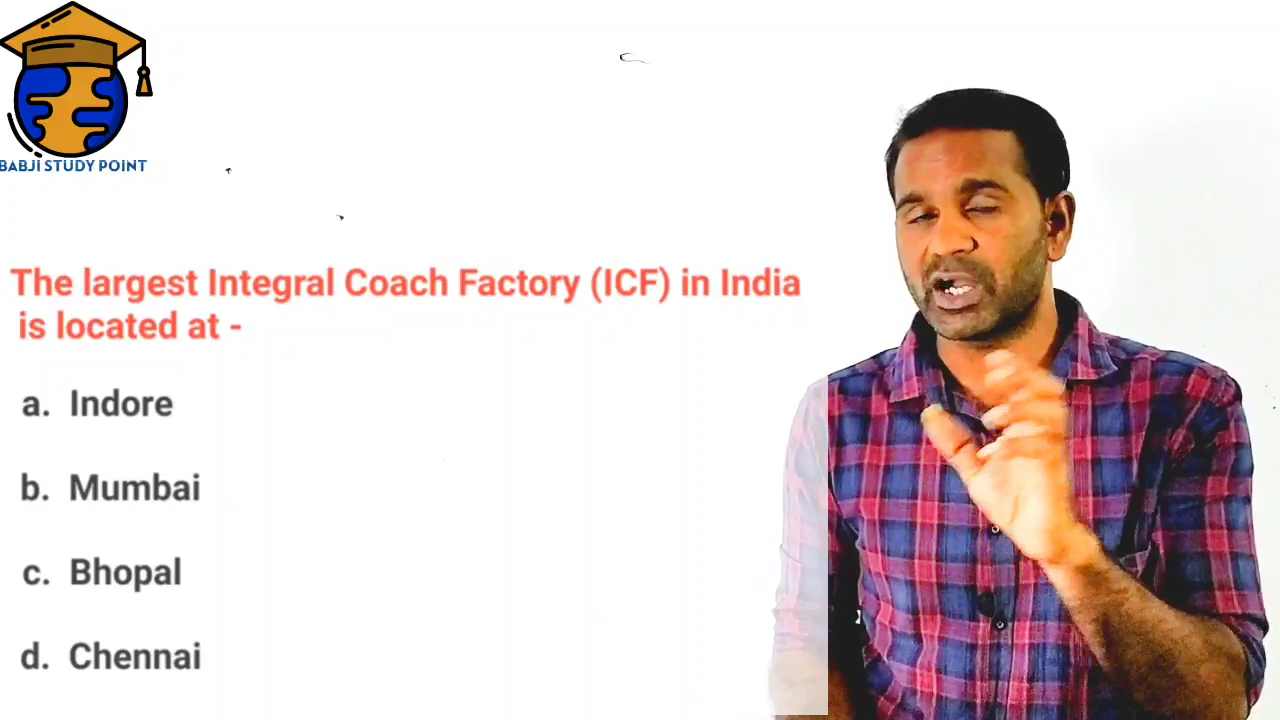 BABJI STUDY POINT
The largest Integral Coach Factory (ICF) in India
is located at -
a. Indore
b. Mumbai
c. Bhopal
d. Chennai